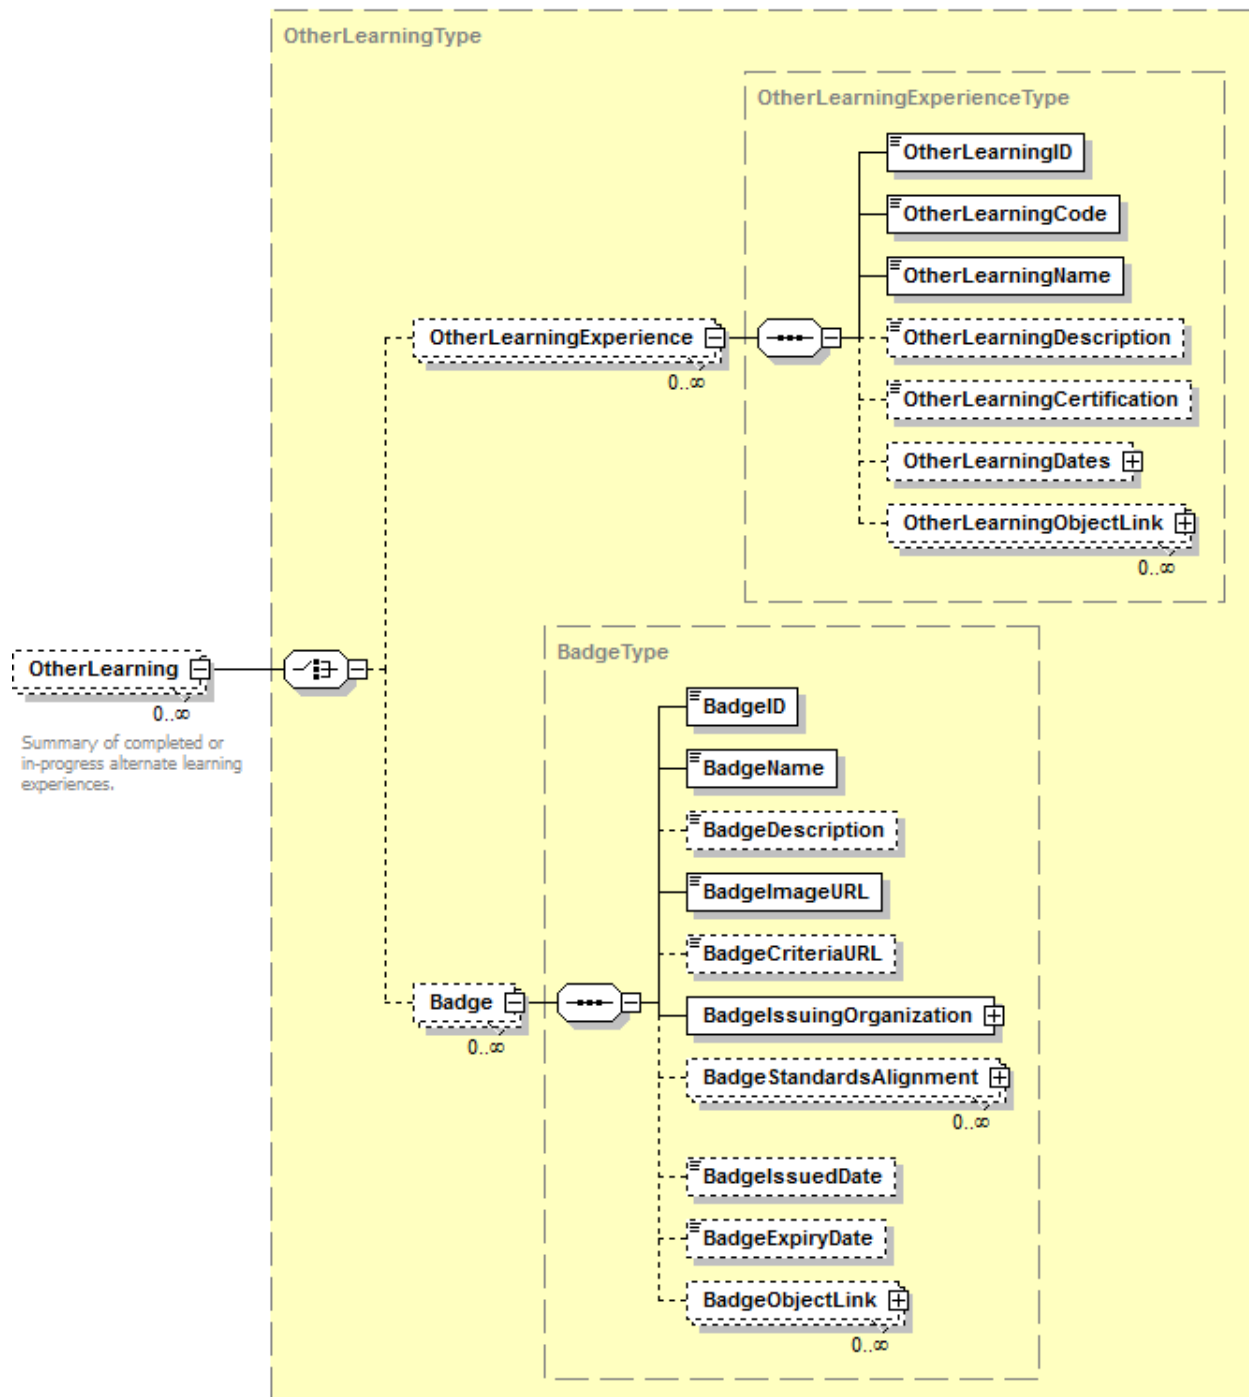 OtherLearningType
OtherLearningExperienceType
OtherLearningID
OtherLearningCode
OtherLearningName
OtherLearningExperience
0..∞
OtherLearningDescription
OtherLearningCertification
OtherLearningDates
OtherLearningObjectLink
0..∞
OtherLearning
0..∞
Summary of completed or
in-progress alternate learning
experiences.
BadgeType
BadgeID
BadgeName
BadgeDescription
BadgeImageURL
BadgeCriteriaURL
Badge
0..∞
BadgeIssuingOrganization
BadgeStandardsAlignment
0..∞
BadgeIssuedDate
BadgeExpiryDate
BadgeObjectLink
0..∞